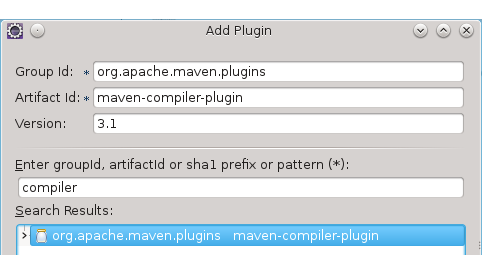 Add Plugin
Group Id: * org.apache.maven.plugins
Artifact Id: * maven-compiler-plugin
Version: 3.1
Enter groupId, artifactId or sha1 prefix or pattern (*):
compiler
Search Results:
org.apache.maven.plugins maven-compiler-plugin